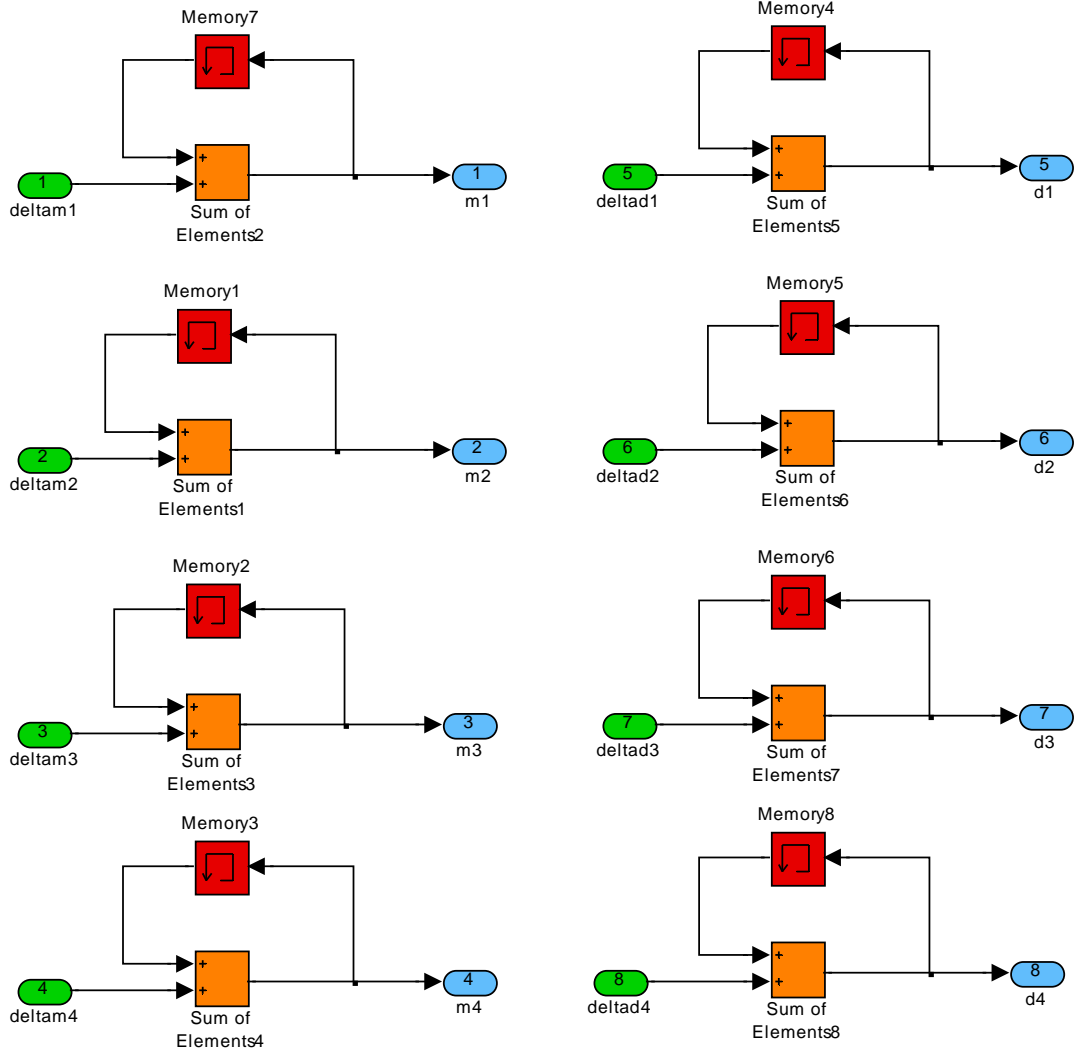 Memory7
+
+
1
deltam1
Sum of
Elements2
1
m1
Memory4
+
+
5
deltad1
Sum of
Elements5
5
d1
Memory1
+
+
2
deltam2
Sum of
Elements1
2
m2
Memory5
+
+
6
deltad2
Sum of
Elements6
6
d2
Memory2
+
+
3
deltam3
Sum of
Elements3
3
m3
Memory6
+
+
7
deltad3
Sum of
Elements7
7
d3
Memory3
+
+
4
deltam4
Sum of
Elements4
4
m4
Memory8
+
+
8
deltad4
Sum of
Elements8
8
d4